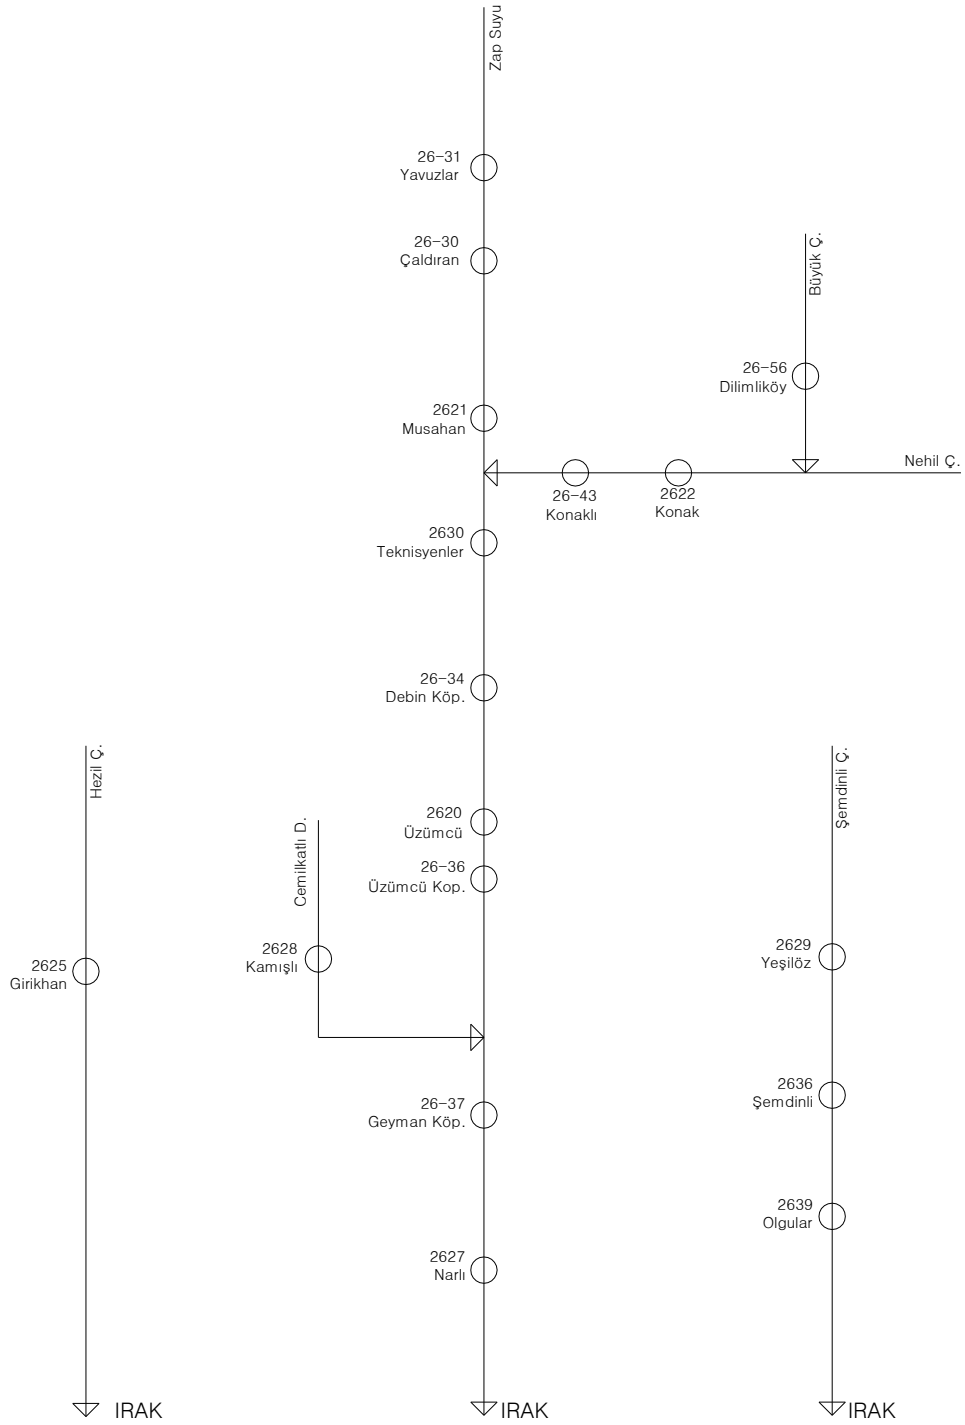 Zap Suyu
26-31
Yavuzlar
26-30
Çaldıran
Büyük Ç.
26-56
Dilimliköy
2621
Musahan
Nehil Ç.
26-43
Konaklı
2622
Konak
2630
Teknisyenler
26-34
Debin Köp.
Hezil Ç.
Şemdinli Ç.
2620
Üzümcü
Cemilkatlı D.
26-36
Üzümcü Kop.
2628
Kamışlı
2629
Yeşilöz
2625
Girikhan
2636
Şemdinli
26-37
Geyman Köp.
2639
Olgular
2627
Narlı
IRAK
IRAK
IRAK